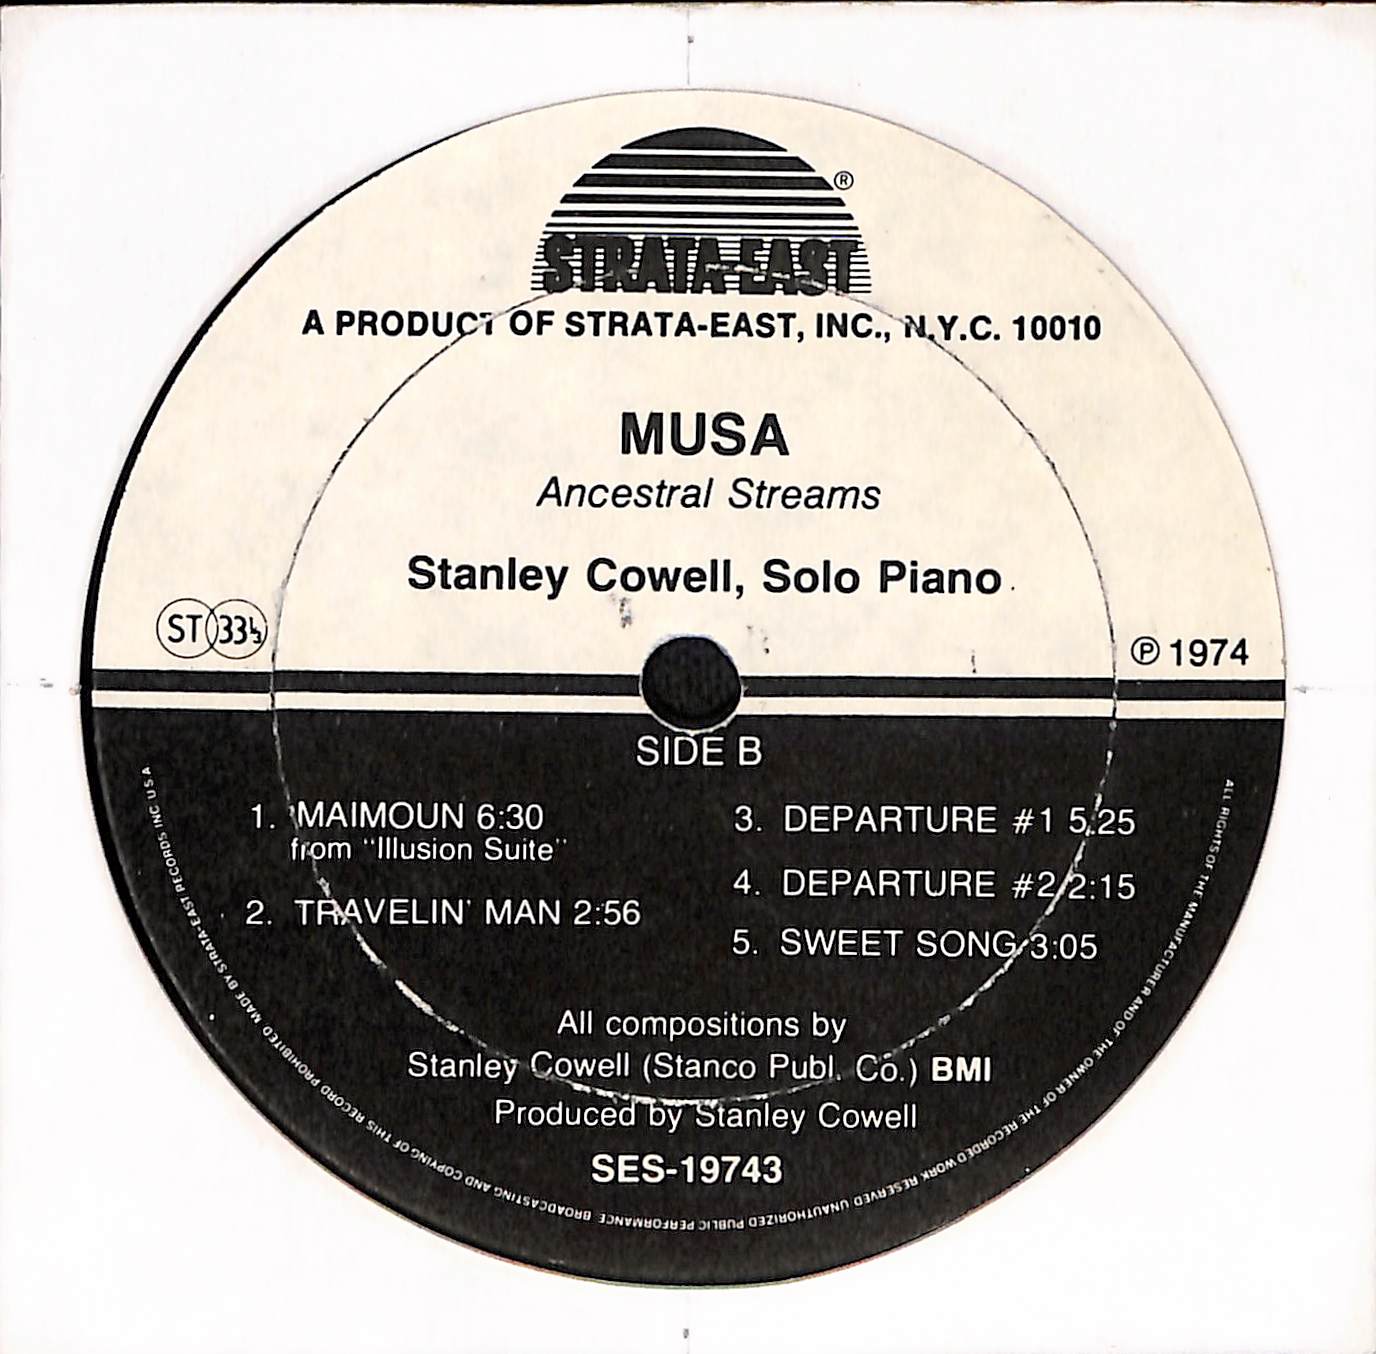 STRATA-EAST
®
A PRODUCT OF STRATA-EAST, INC., N.Y.C. 10010
MUSA
Ancestral Streams
Stanley Cowell, Solo Piano
ST 33⅓
℗ 1974
SIDE B
1. MAIMOUN 6:30
from "Illusion Suite"
2. TRAVELIN' MAN 2:56
3. DEPARTURE #1 5:25
4. DEPARTURE #2 2:15
5. SWEET SONG 3:05
All compositions by
Stanley Cowell (Stanco Publ. Co.) BMI
Produced by Stanley Cowell
SES-19743
ALL RIGHTS OF THE MANUFACTURER AND OF THE OWNER OF THE RECORDED WORK RESERVED UNAUTHORIZED PUBLIC PERFORMANCE BROADCASTING AND COPYING OF THIS RECORD PROHIBITED MADE BY STRATA-EAST RECORDS INC U S A